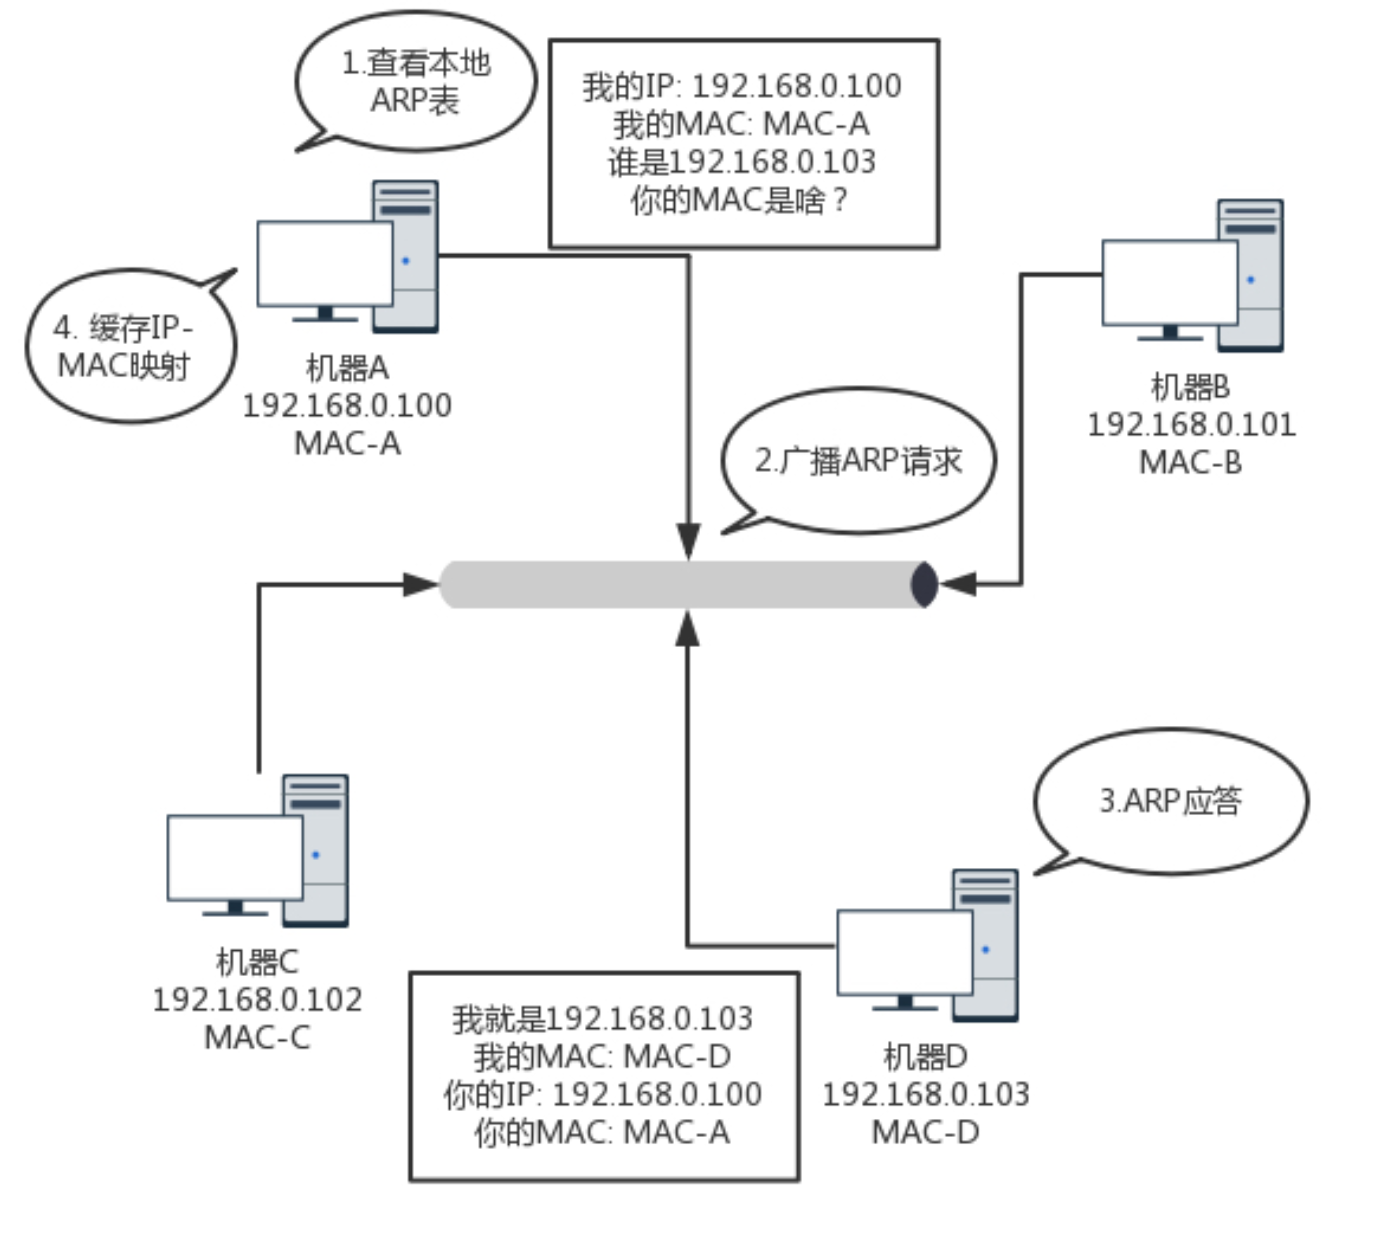 1.查看本地
ARP表
我的IP: 192.168.0.100
我的MAC: MAC-A
谁是192.168.0.103
你的MAC是啥？
4. 缓存IP-
MAC映射
机器A
192.168.0.100
MAC-A
机器B
192.168.0.101
MAC-B
2.广播ARP请求
3.ARP应答
机器C
192.168.0.102
MAC-C
我就是192.168.0.103
我的MAC: MAC-D
你的IP: 192.168.0.100
你的MAC: MAC-A
机器D
192.168.0.103
MAC-D